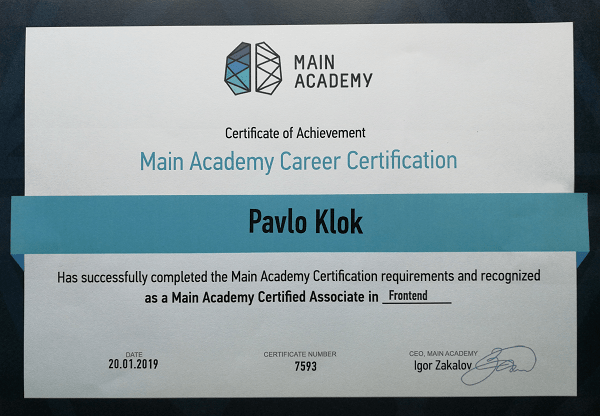 MAIN
ACADEMY
Certificate of Achievement
Main Academy Career Certification
Pavlo Klok
Has successfully completed the Main Academy Certification requirements and recognized
as a Main Academy Certified Associate in Frontend
DATE
20.01.2019
CERTIFICATE NUMBER
7593
CEO, MAIN ACADEMY
Igor Zakalov